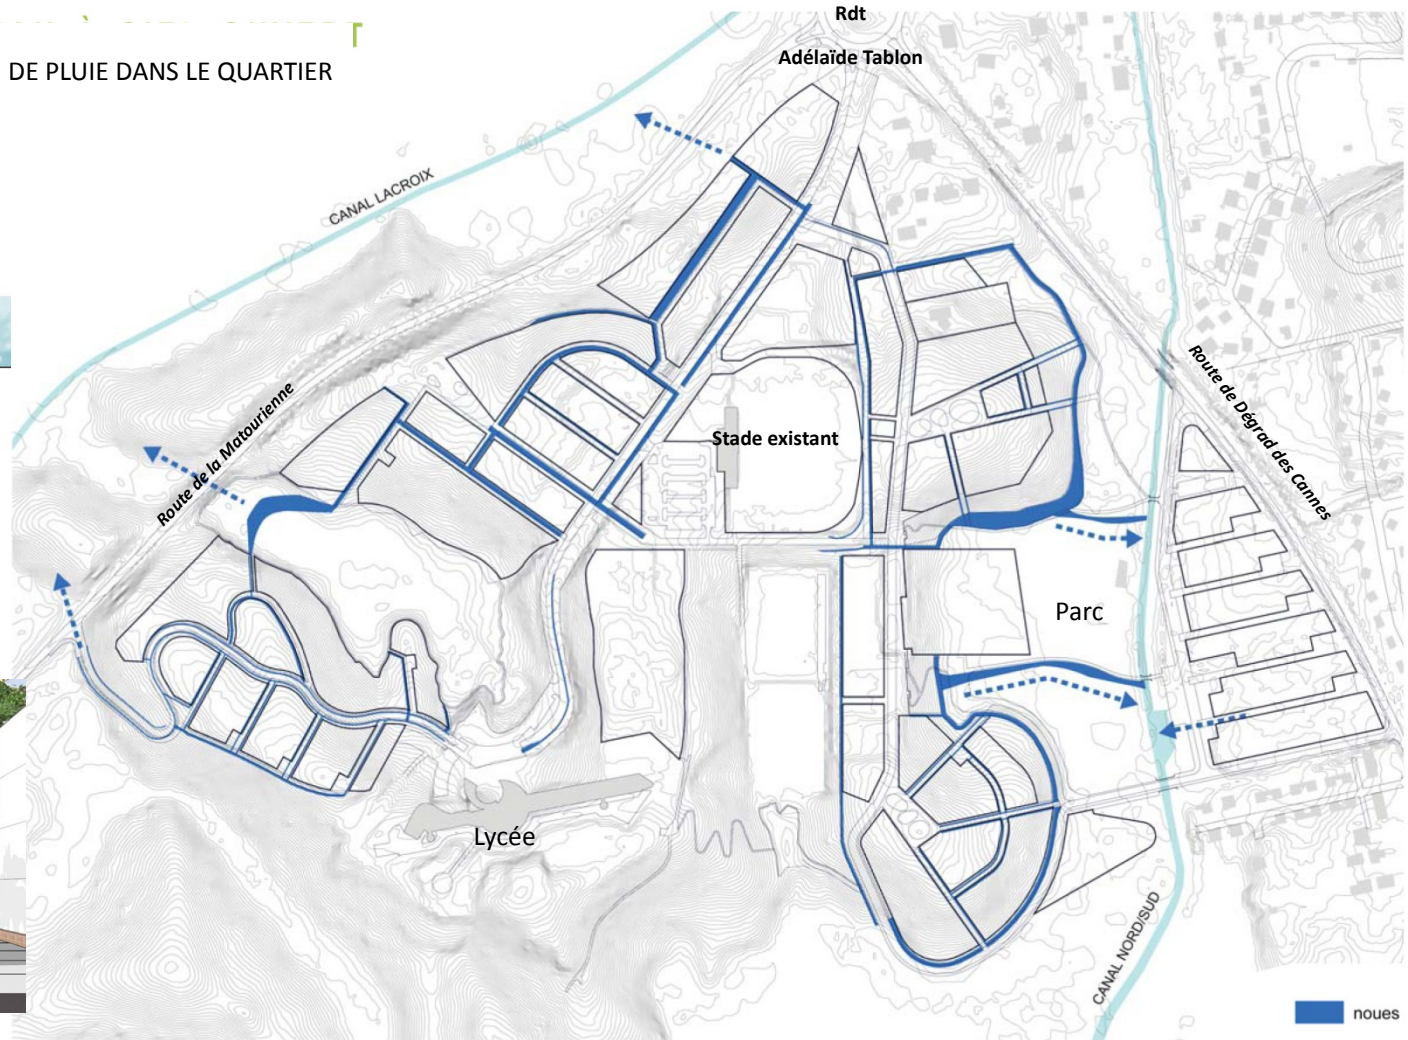 DE PLUIE DANS LE QUARTIER
Rdt
Adélaïde Tablon
CANAL LACROIX
Route de la Matourienne
Route de Dégrad des Cannes
Stade existant
Parc
Lycée
CANAL NORD/SUD
noues